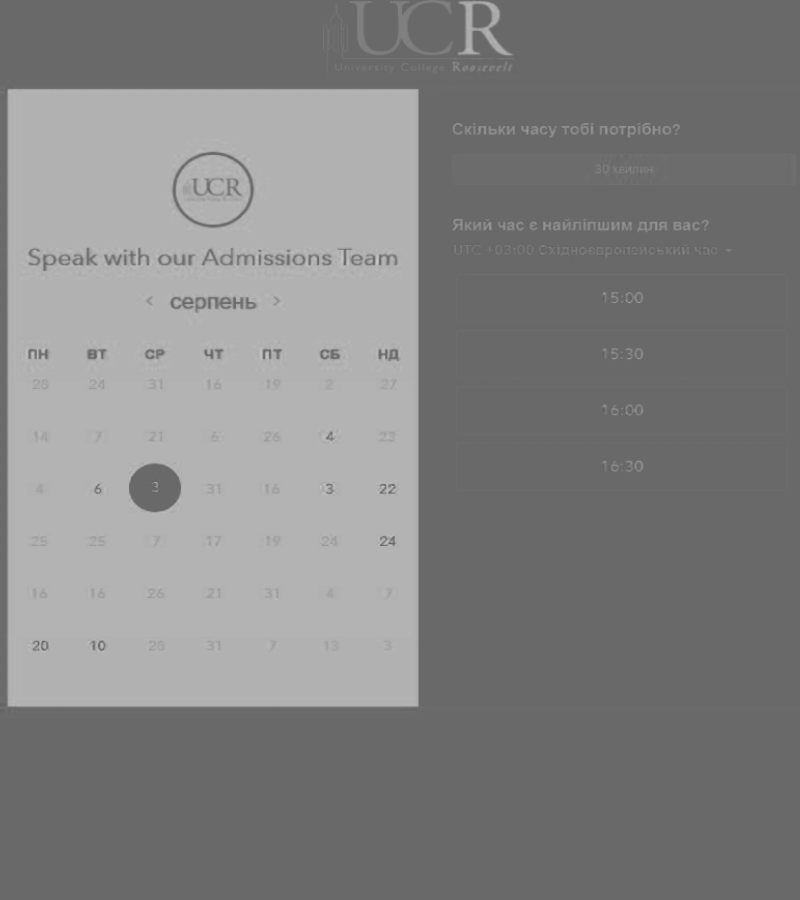 UCR
University College Roosevelt
UCR
Speak with our Admissions Team
< серпень >
ПН ВТ СР ЧТ ПТ СБ НД
28 24 31 16 19 2 27
14 7 21 6 26 4 23
4 6 3 31 16 3 22
25 25 7 17 19 24 24
16 16 26 21 31 4 7
20 10 28 31 7 13 3
Скільки часу тобі потрібно?
30 хвилин
Який час є найліпшим для вас?
UTC +03:00 Східноєвропейський час
15:00
15:30
16:00
16:30